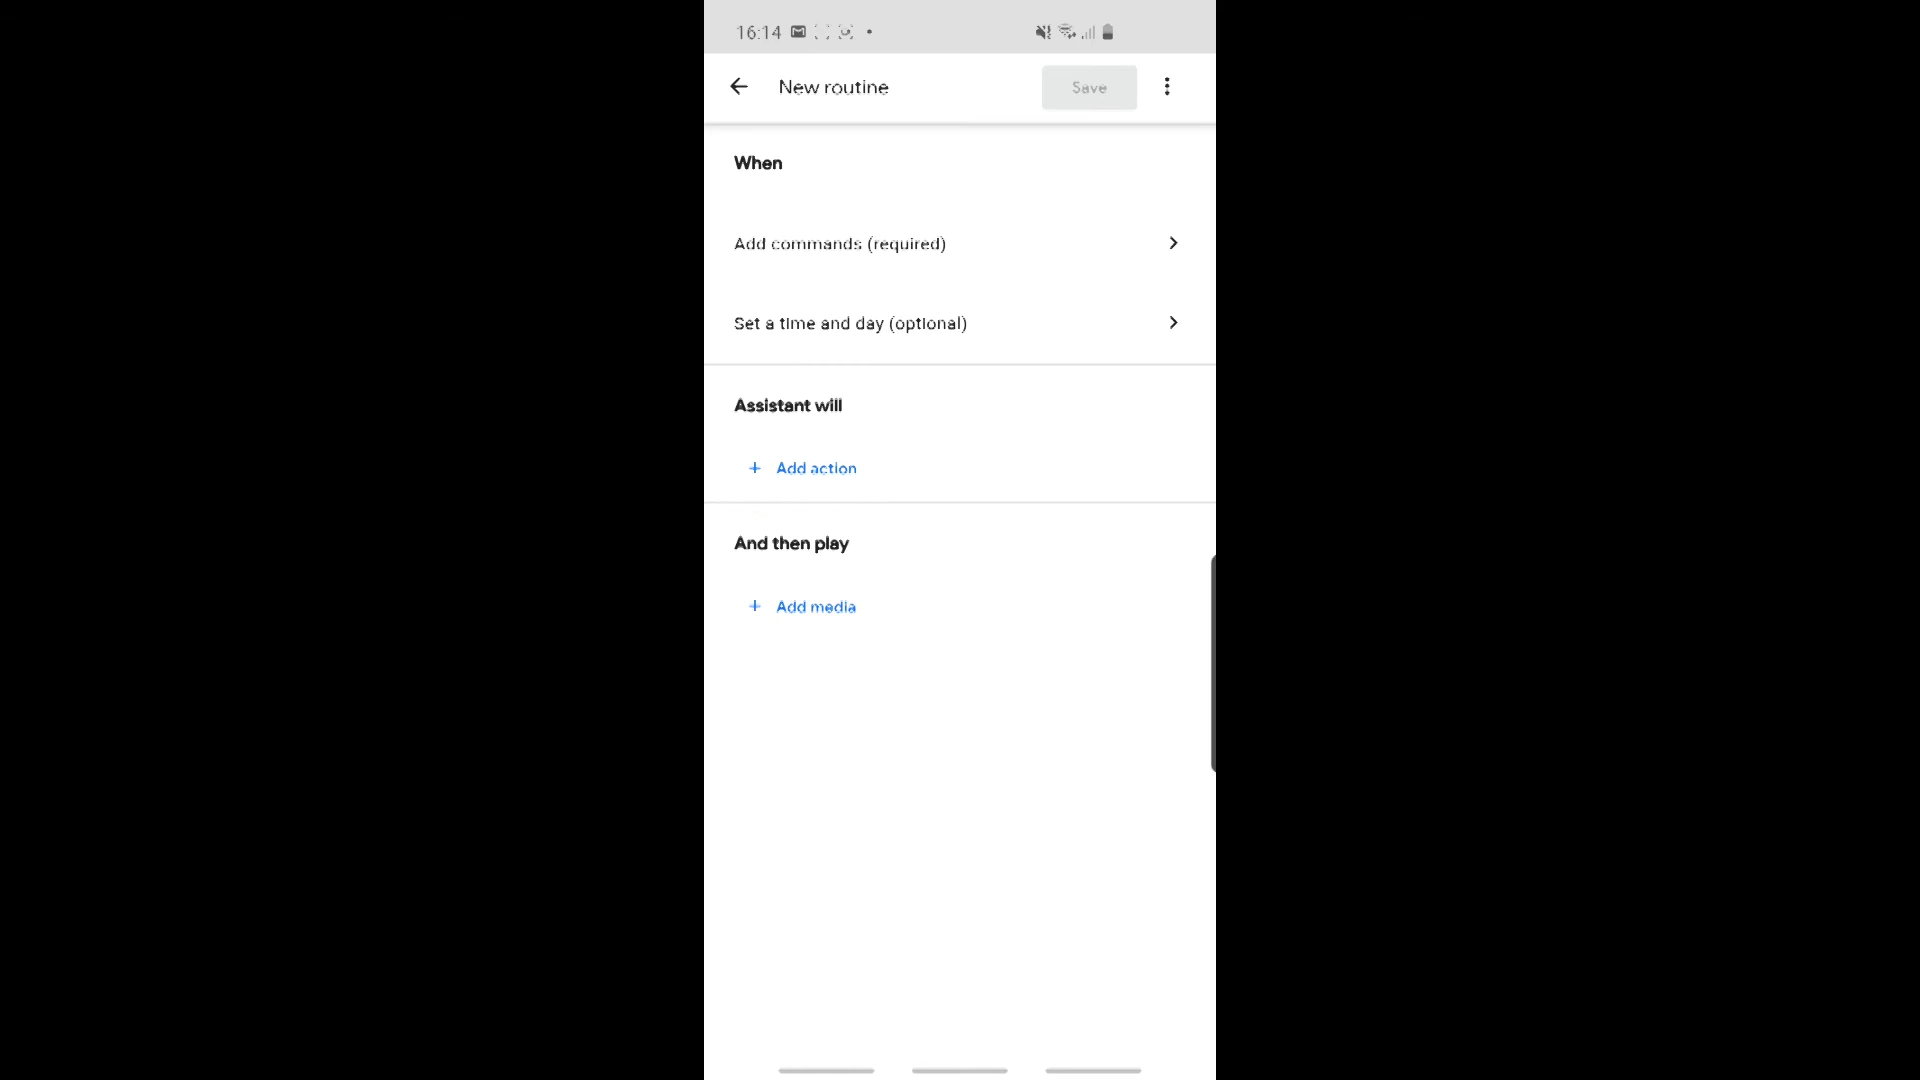 16:14
New routine
Save
When
Add commands (required)
Set a time and day (optional)
Assistant will
+ Add action
And then play
+ Add media